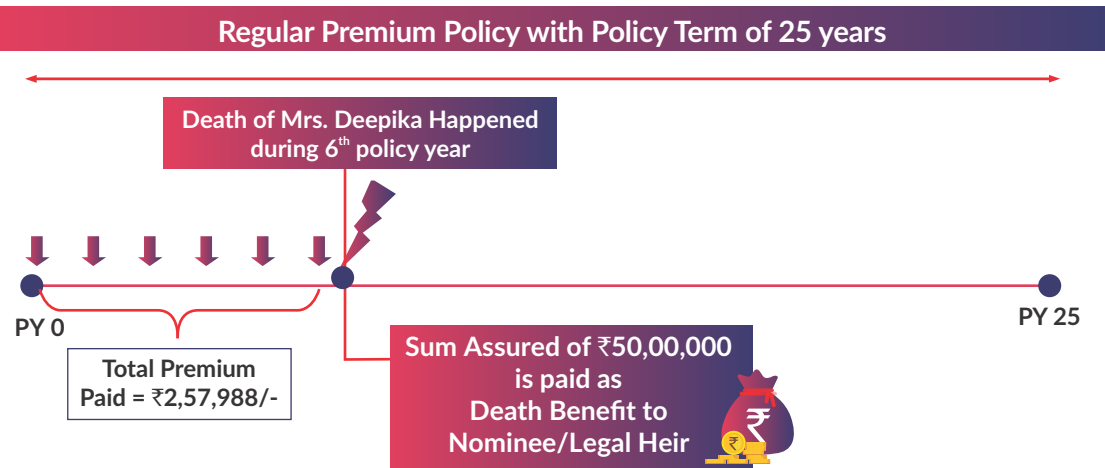 Regular Premium Policy with Policy Term of 25 years
Death of Mrs. Deepika Happened
during 6th policy year
PY 0
PY 25
Total Premium
Paid = ₹2,57,988/-
Sum Assured of ₹50,00,000
is paid as
Death Benefit to
Nominee/Legal Heir
₹
₹